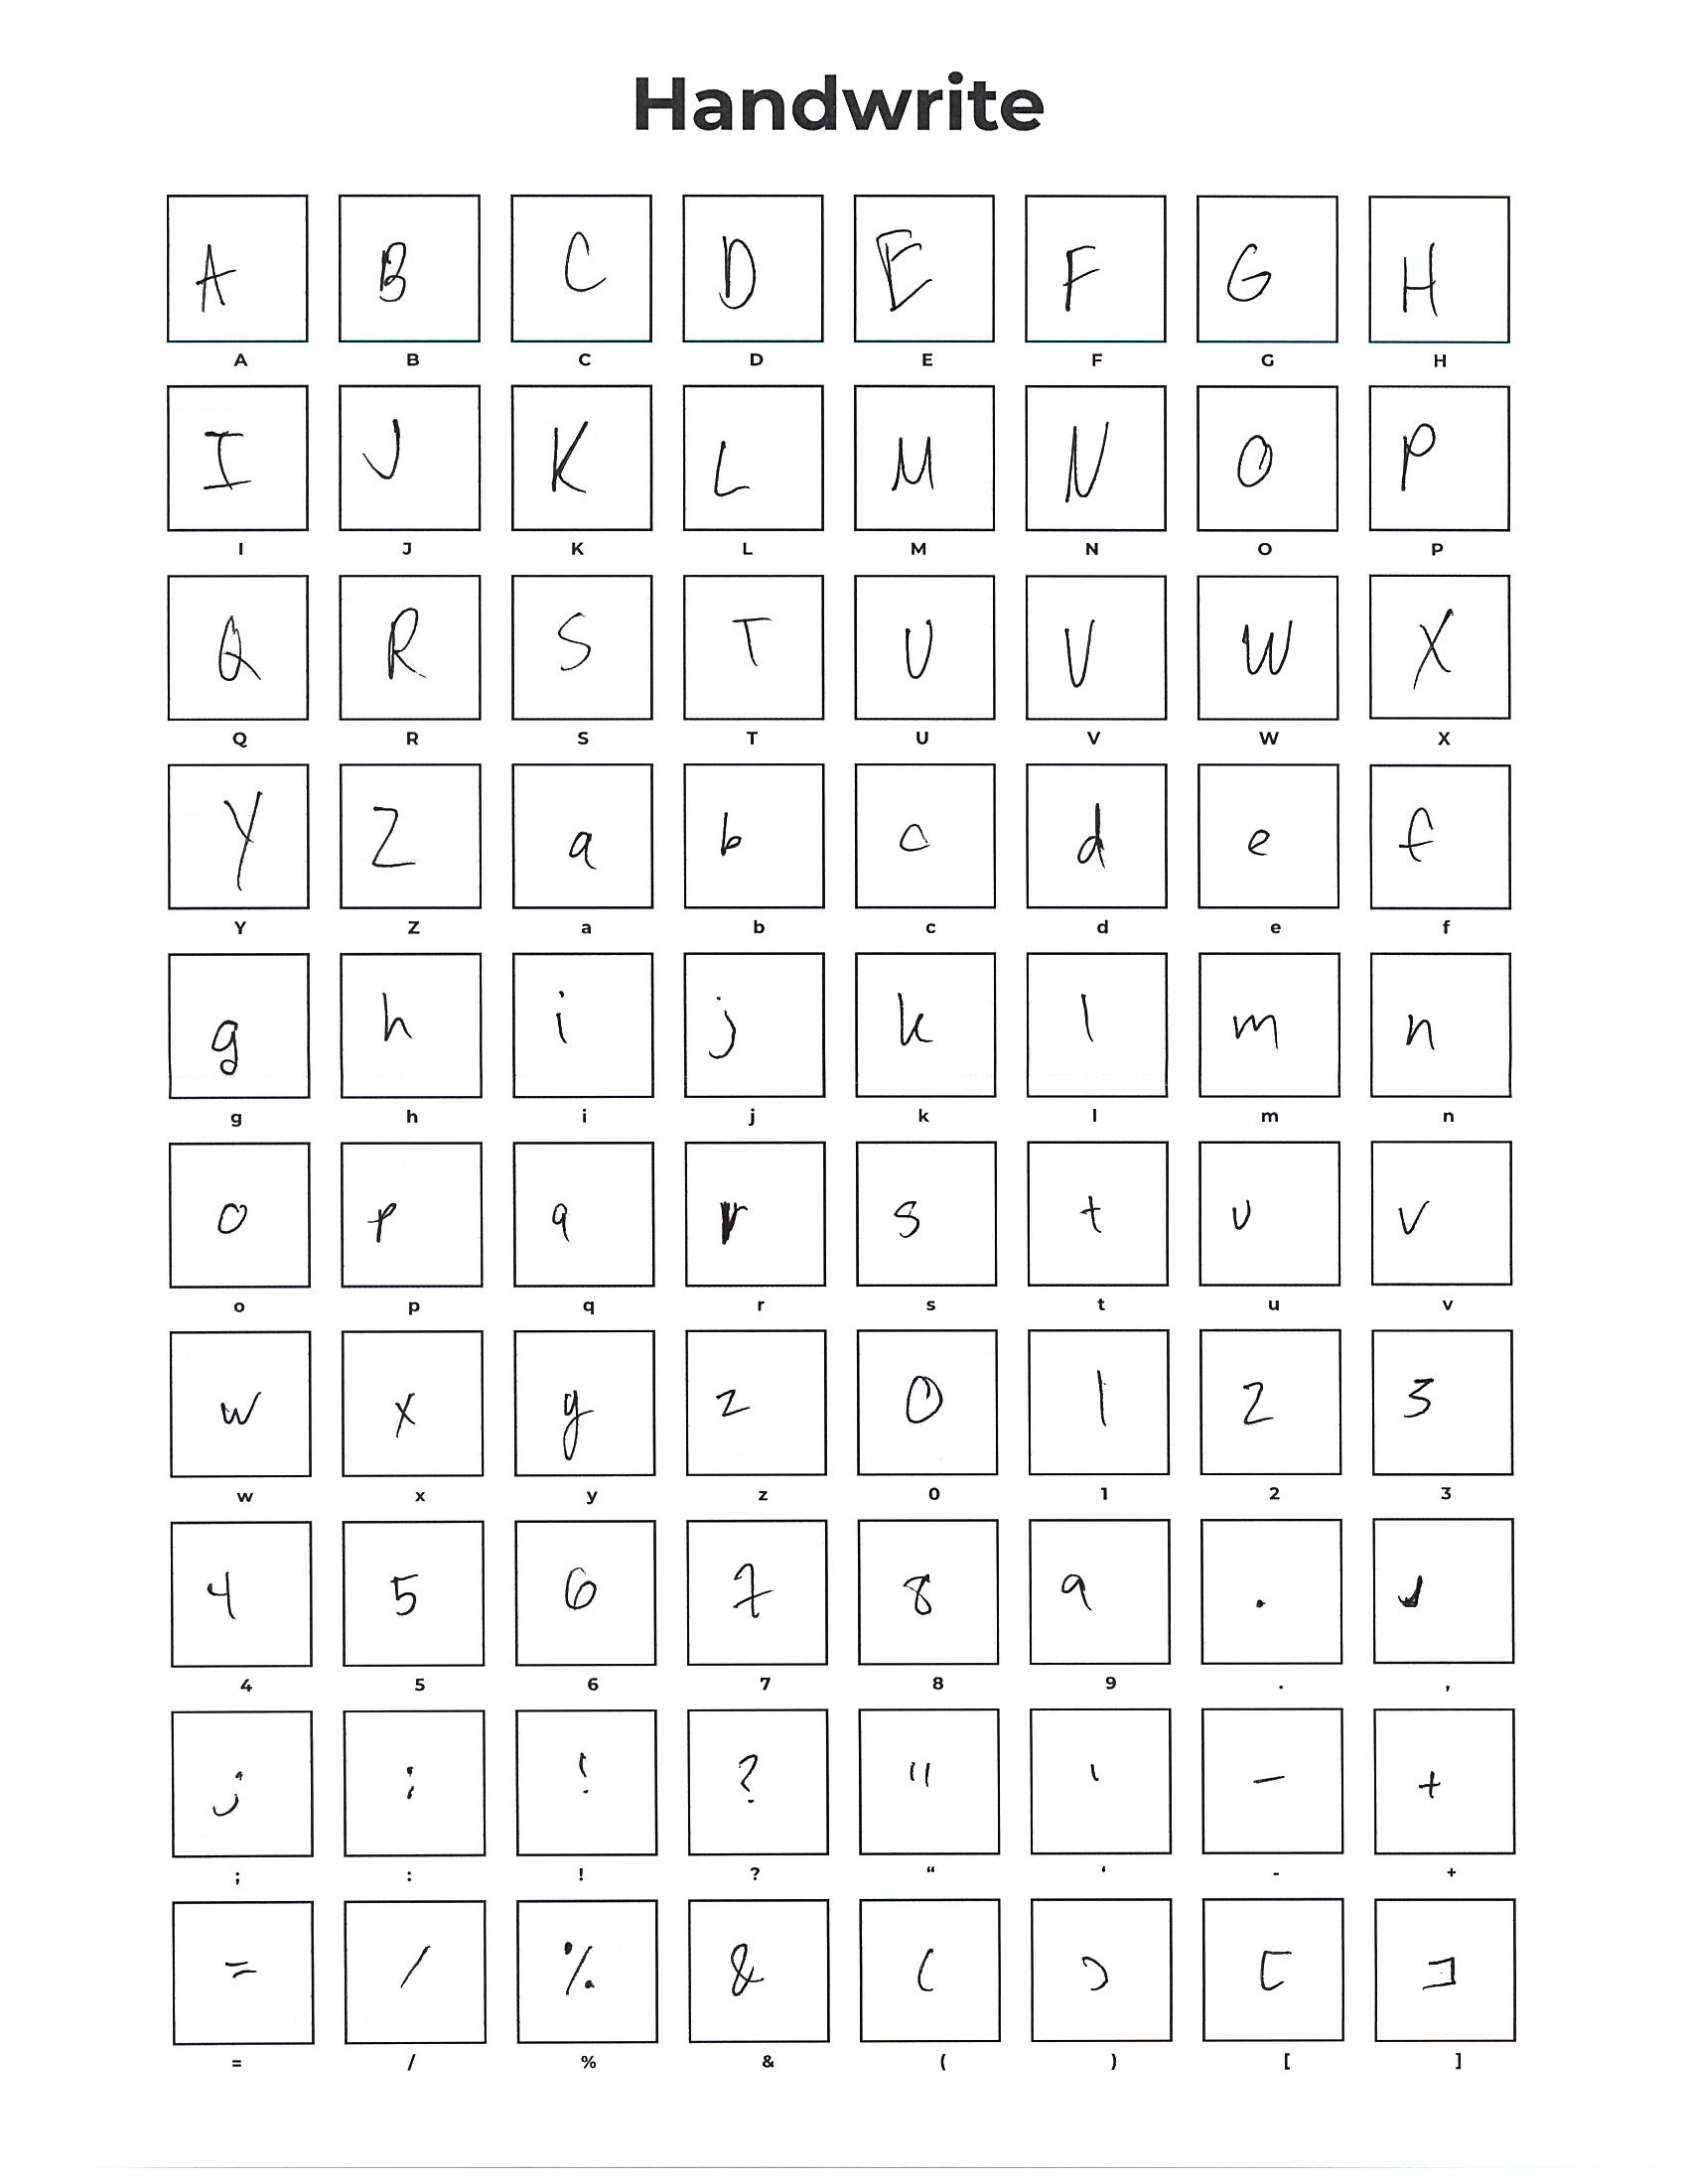 Handwrite
A B C D E F G H
A B C D E F G H
I J K L M N O P
I J K L M N O P
Q R S T U V W X
Q R S T U V W X
Y Z a b c d e f
Y Z a b c d e f
g h i j k l m n
g h i j k l m n
o p q r s t u v
o p q r s t u v
w x y z 0 1 2 3
w x y z 0 1 2 3
4 5 6 7 8 9 . ,
4 5 6 7 8 9 . ,
; : ! ? " ' - +
; : ! ? “ ‘ - +
= / % & ( ) [ ]
= / % & ( ) [ ]